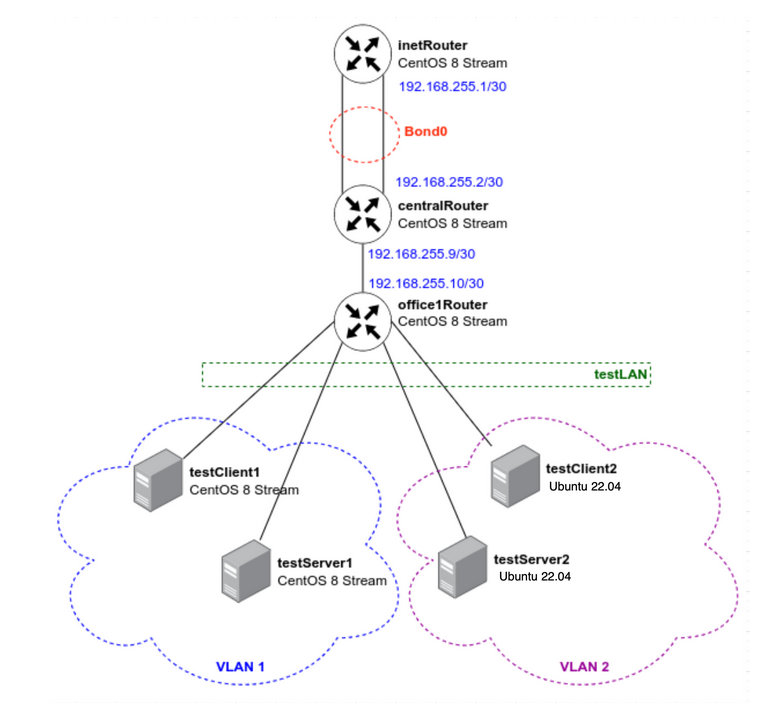 inetRouter
CentOS 8 Stream
192.168.255.1/30
Bond0
192.168.255.2/30
centralRouter
CentOS 8 Stream
192.168.255.9/30
192.168.255.10/30
office1Router
CentOS 8 Stream
testLAN
testClient1
CentOS 8 Stream
testClient2
Ubuntu 22.04
testServer1
CentOS 8 Stream
testServer2
Ubuntu 22.04
VLAN 1
VLAN 2